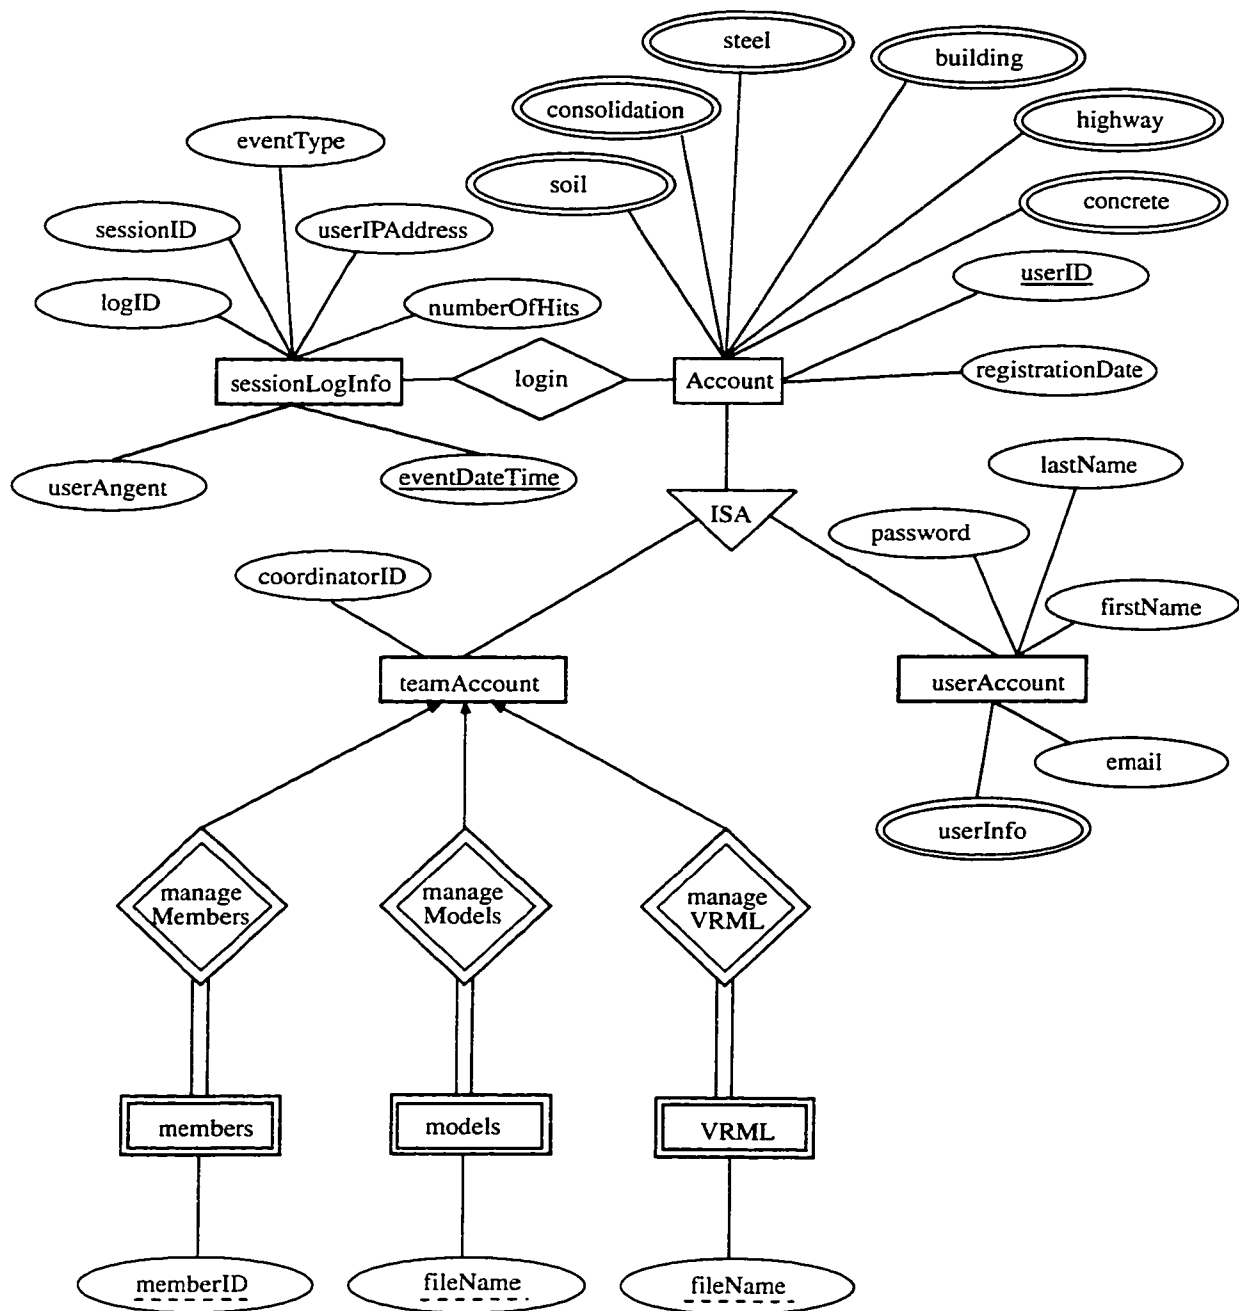 steel
building
consolidation
highway
eventType
soil
concrete
sessionID
userIPAddress
userID
logID
numberOfHits
sessionLogInfo
login
Account
registrationDate
lastName
userAngent
eventDateTime
ISA
password
coordinatorID
firstName
teamAccount
userAccount
email
userInfo
manage
Members
manage
Models
manage
VRML
members
models
VRML
memberID
fileName
fileName